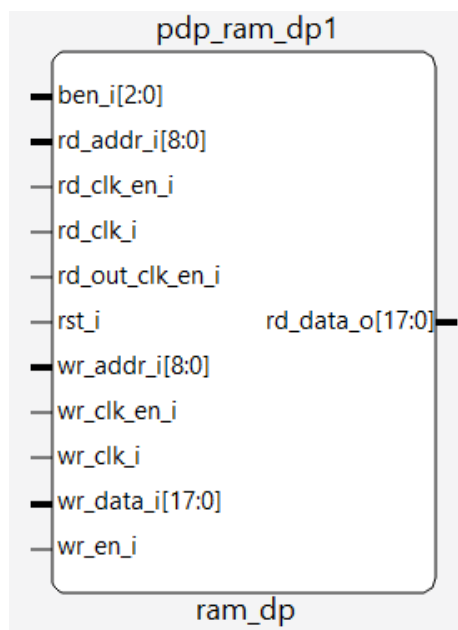 pdp_ram_dp1
ben_i[2:0]
rd_addr_i[8:0]
rd_clk_en_i
rd_clk_i
rd_out_clk_en_i
rst_i rd_data_o[17:0]
wr_addr_i[8:0]
wr_clk_en_i
wr_clk_i
wr_data_i[17:0]
wr_en_i
ram_dp